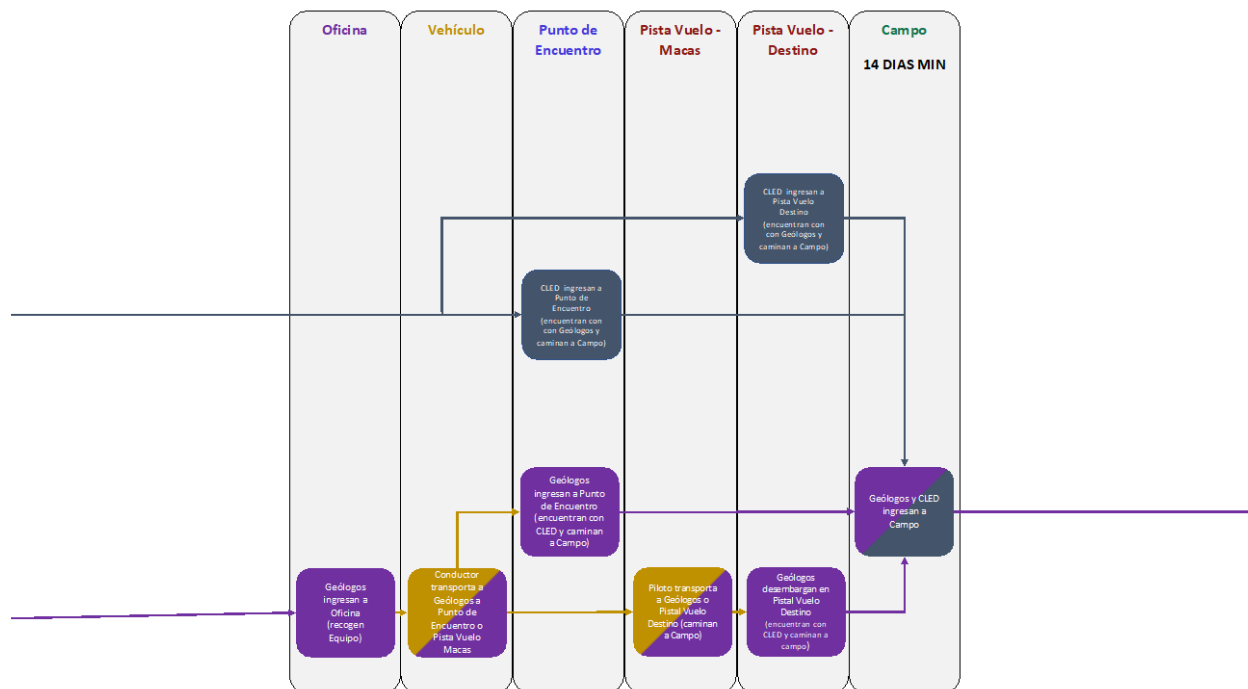 Oficina
Vehículo
Punto de
Encuentro
Pista Vuelo -
Macas
Pista Vuelo -
Destino
Campo
14 DIAS MIN
CLED ingresan a
Pista Vuelo
Destino
(encuentran con
con Geólogos y
caminan a Campo)
CLED ingresan a
Punto de
Encuentro
(encuentran con
con Geólogos y
caminan a Campo)
Geólogos
ingresan a Punto
de Encuentro
(encuentran con
CLED y caminan
a Campo)
Geólogos y CLED
ingresan a
Campo
Geólogos
ingresan a
Oficina
(recogen
Equipo)
Conductor
transporta a
Geólogos a
Punto de
Encuentro o
Pista Vuelo
Macas
Piloto transporta
a Geólogos o
Pistal Vuelo
Destino (caminan
a Campo)
Geólogos
desembargan en
Pistal Vuelo
Destino
(encuentran con
CLED y caminan a
campo)